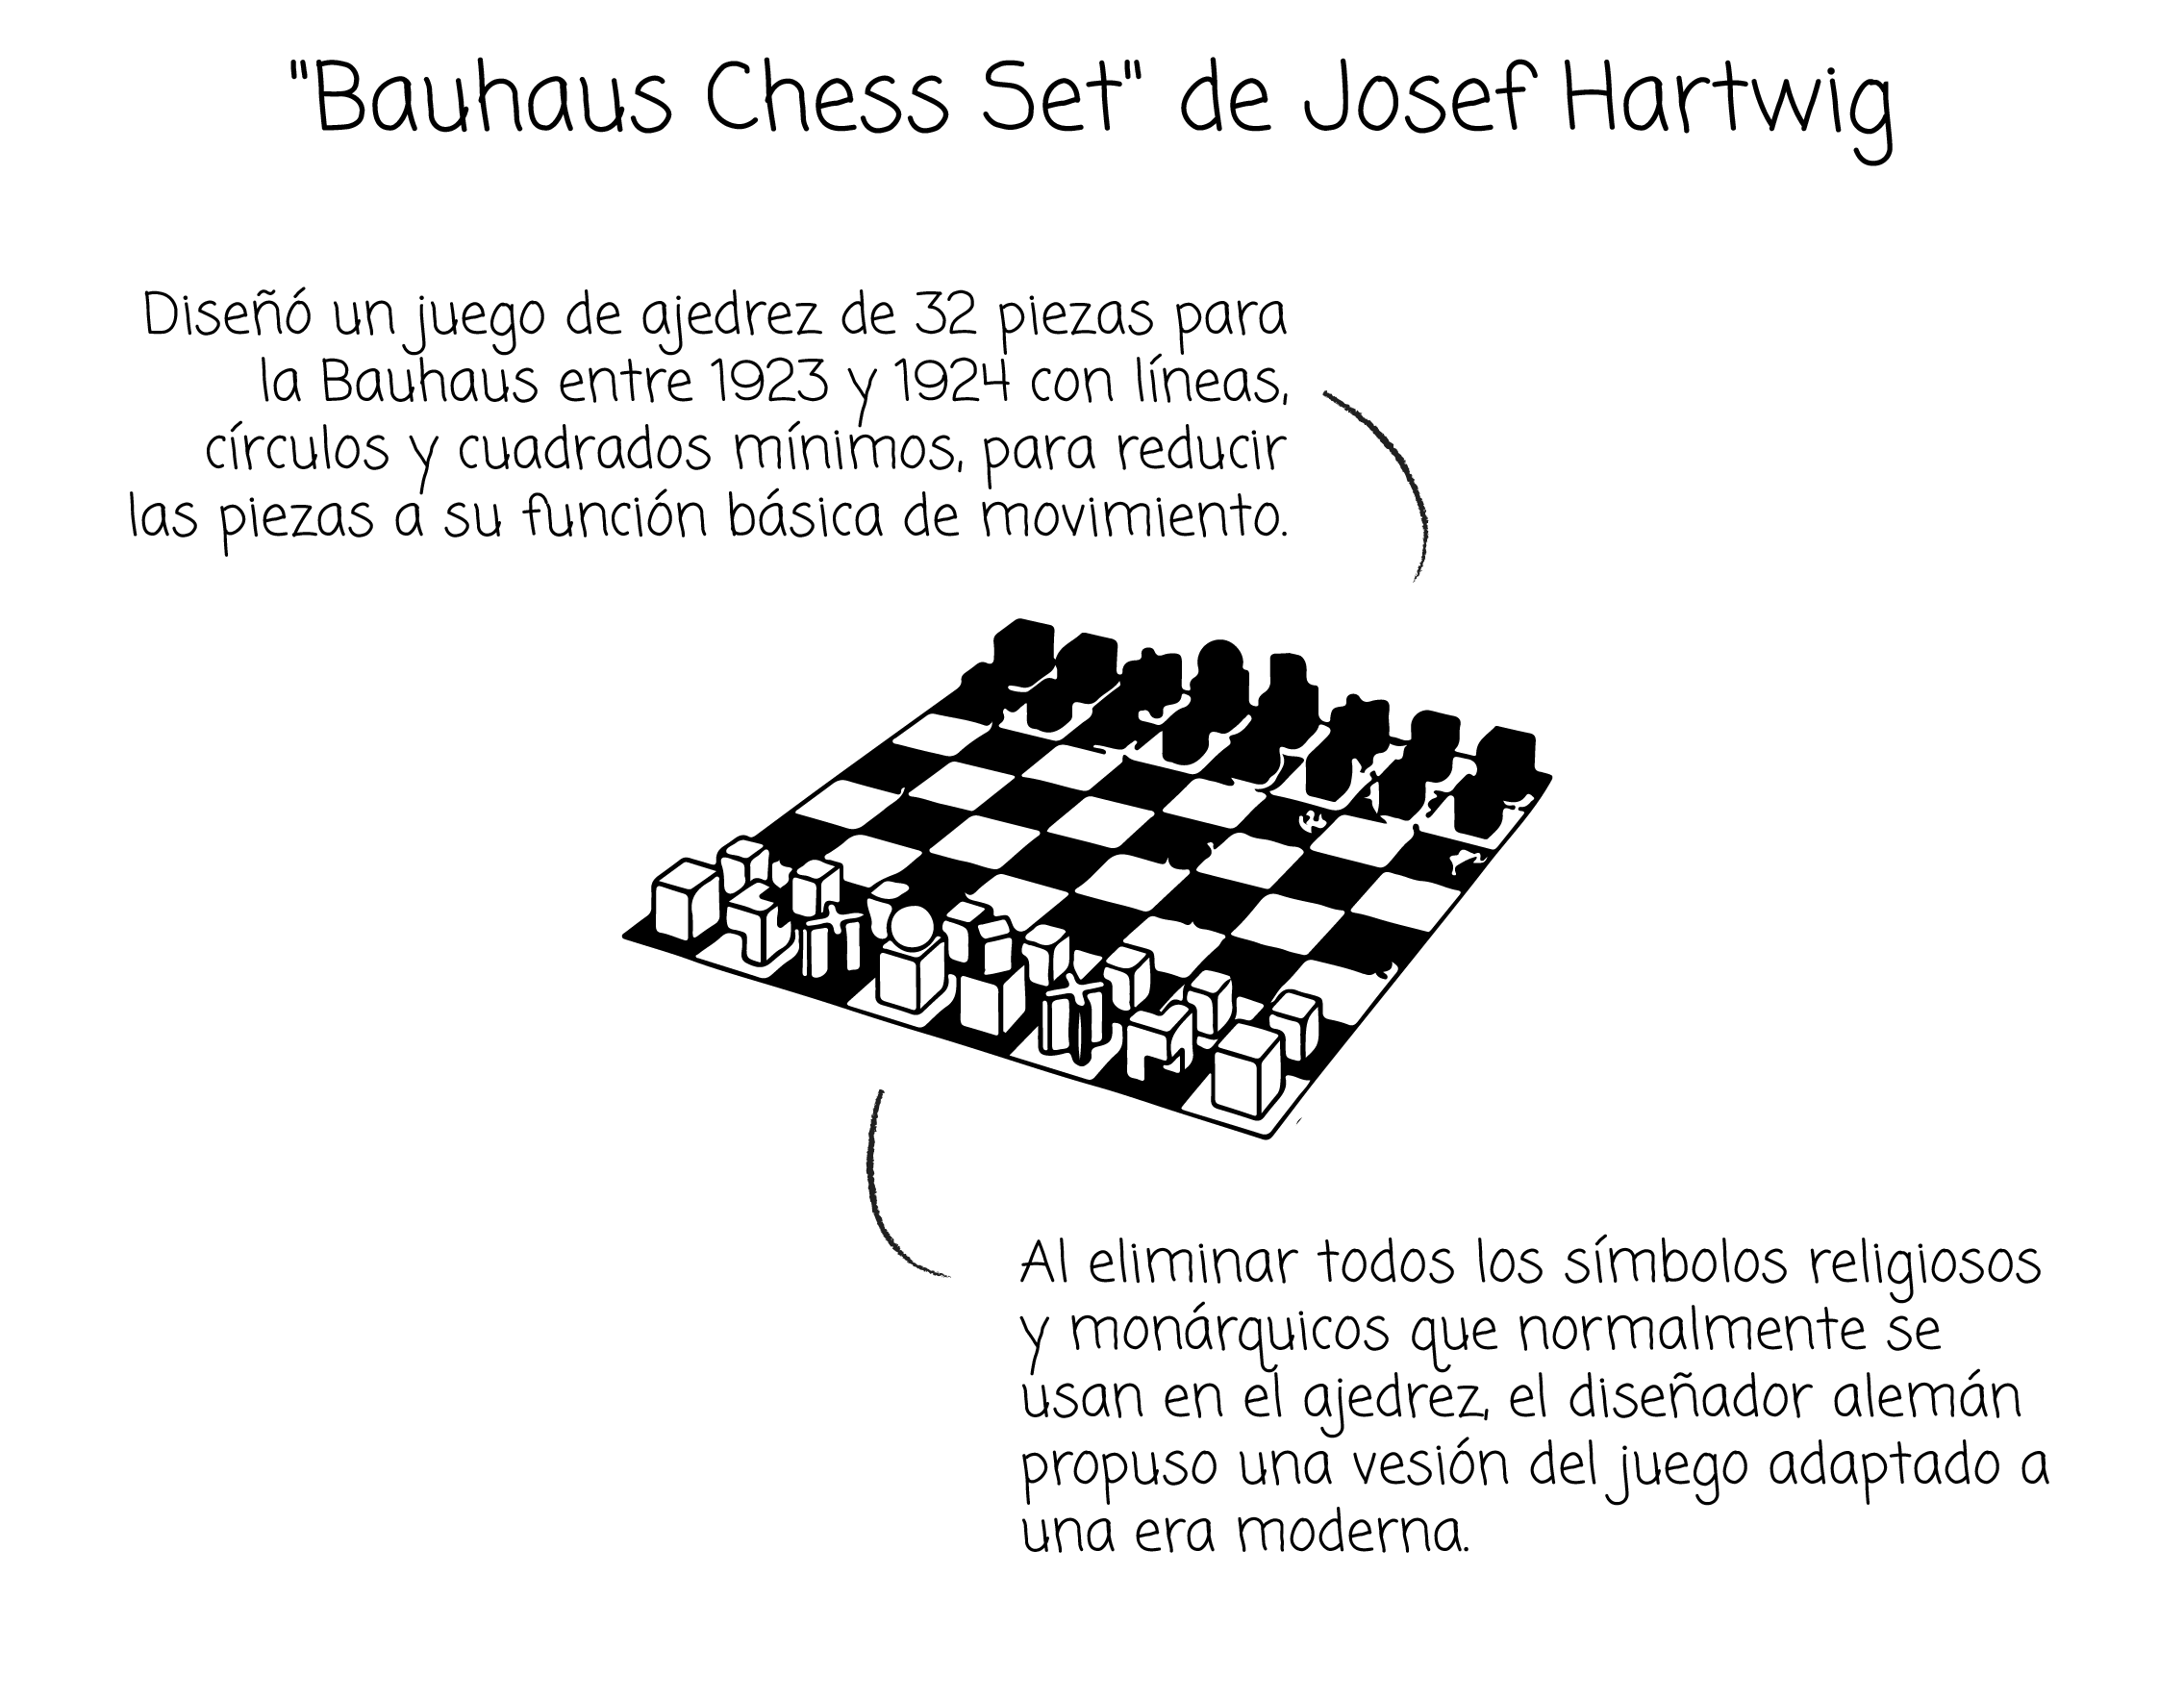 "Bauhaus Chess Set" de Josef Hartwig
Diseñó un juego de ajedrez de 32 piezas para
la Bauhaus entre 1923 y 1924 con líneas,
círculos y cuadrados mínimos, para reducir
las piezas a su función básica de movimiento.
Al eliminar todos los símbolos religiosos
y monárquicos que normalmente se
usan en el ajedrez, el diseñador alemán
propuso una vesión del juego adaptado a
una era moderna.